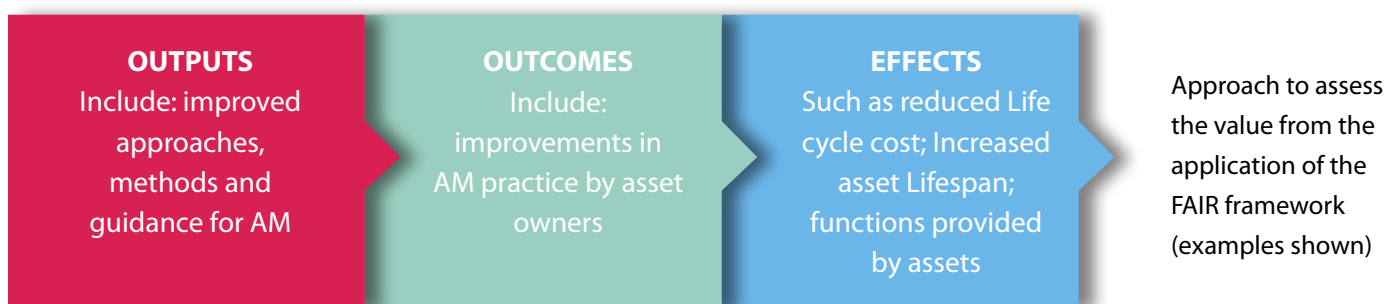 OUTPUTS
Include: improved
approaches,
methods and
guidance for AM
OUTCOMES
Include:
improvements in
AM practice by asset
owners
EFFECTS
Such as reduced Life
cycle cost; Increased
asset Lifespan;
functions provided
by assets
Approach to assess
the value from the
application of the
FAIR framework
(examples shown)